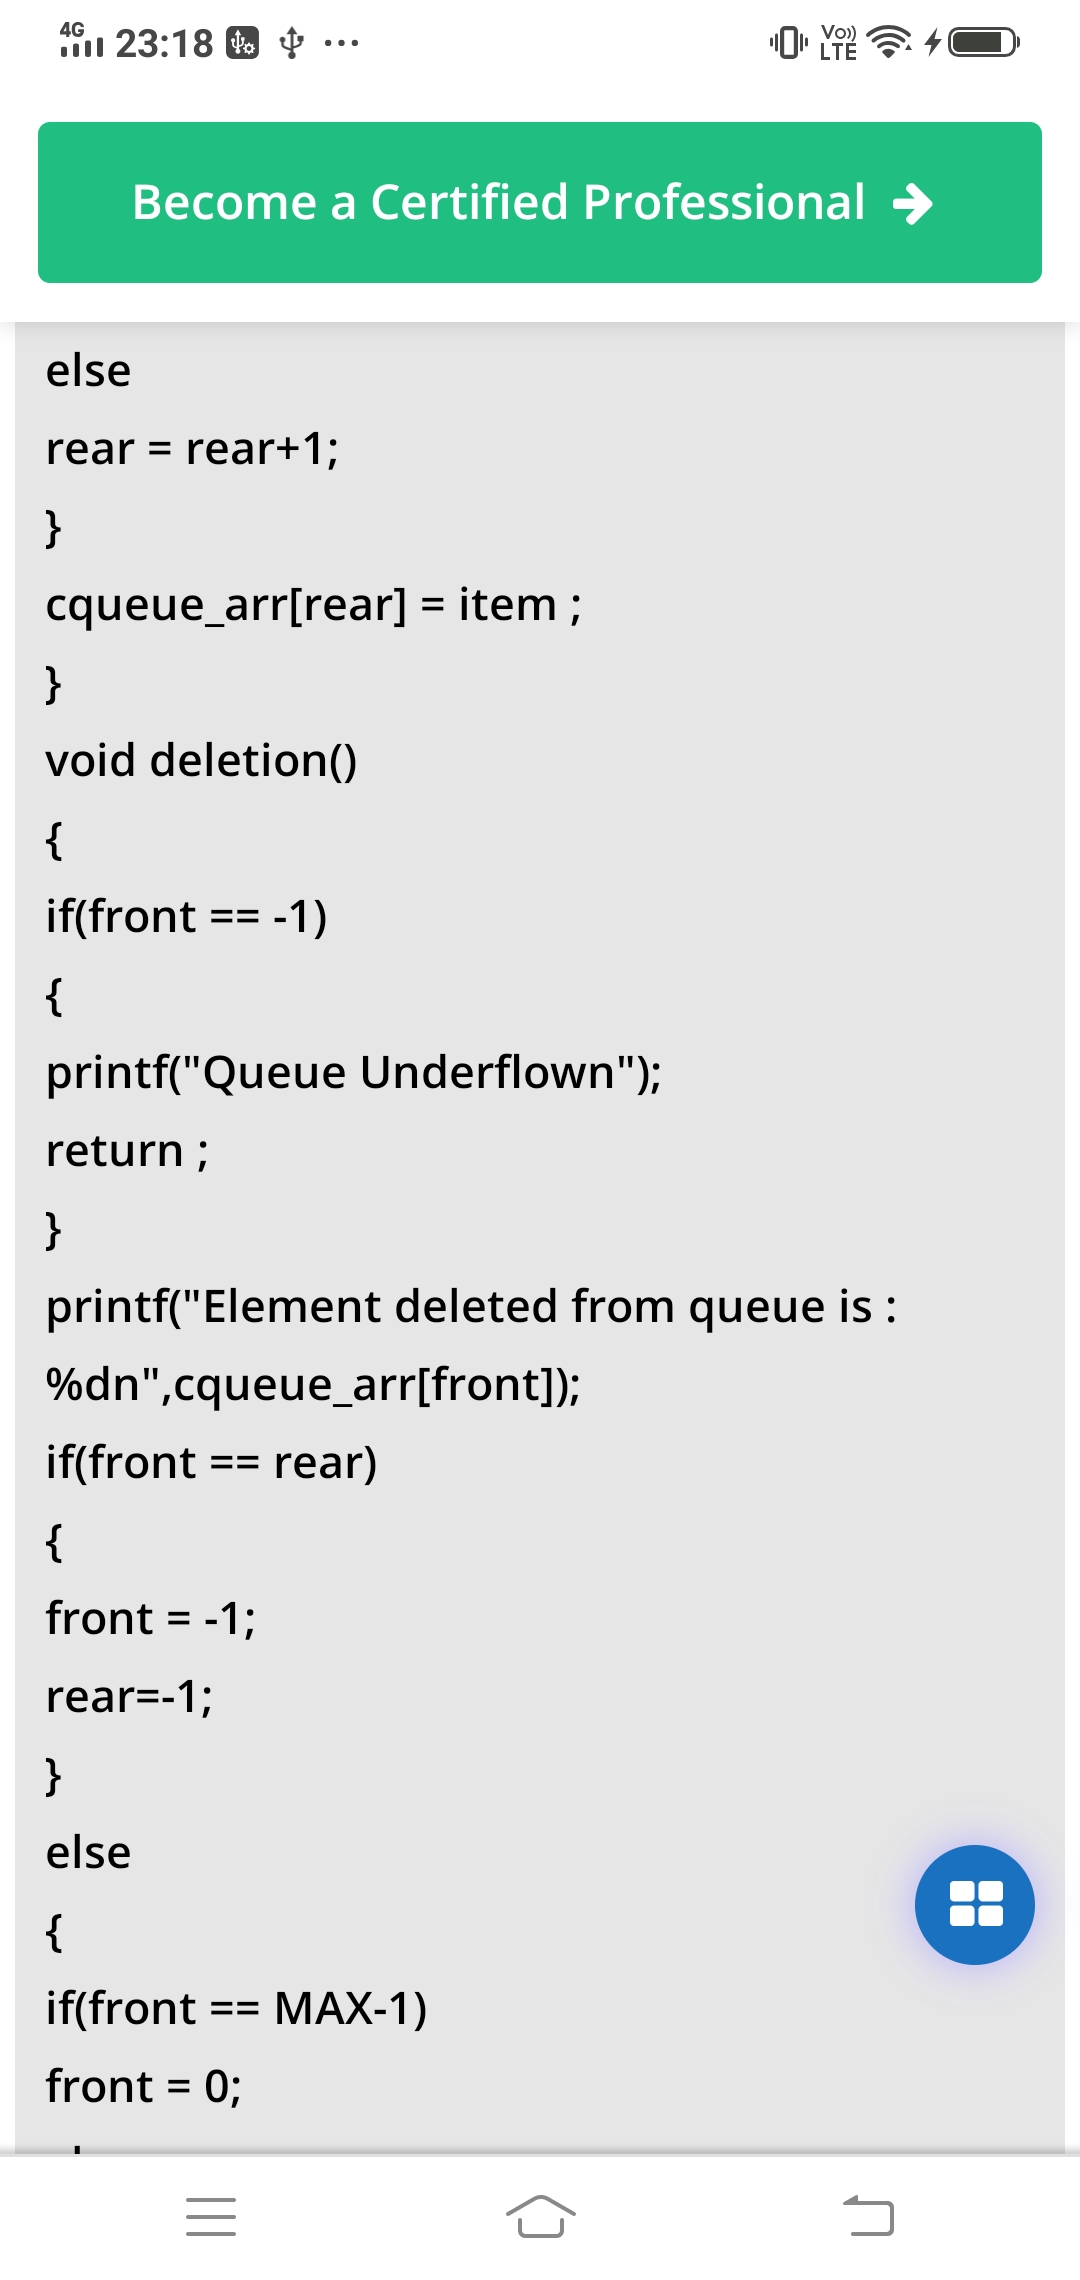 4G 23:18 Vo)) LTE
Become a Certified Professional
else
rear = rear+1;
}
cqueue_arr[rear] = item ;
}
void deletion()
{
if(front == -1)
{
printf("Queue Underflown");
return ;
}
printf("Element deleted from queue is :
%dn",cqueue_arr[front]);
if(front == rear)
{
front = -1;
rear=-1;
}
else
{
if(front == MAX-1)
front = 0;